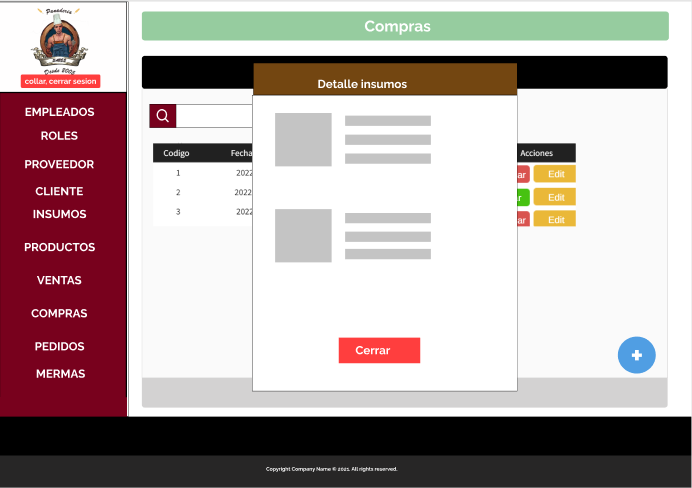 Panadería
Desde 2002
collar, cerrar sesion
EMPLEADOS
ROLES
PROVEEDOR
CLIENTE
INSUMOS
PRODUCTOS
VENTAS
COMPRAS
PEDIDOS
MERMAS
Compras
Detalle insumos
Codigo Fecha Acciones
1 2022 ar Edit
2 2022 r Edit
3 2022 ar Edit
Cerrar
+
Copyright Company Name © 2021. All rights reserved.